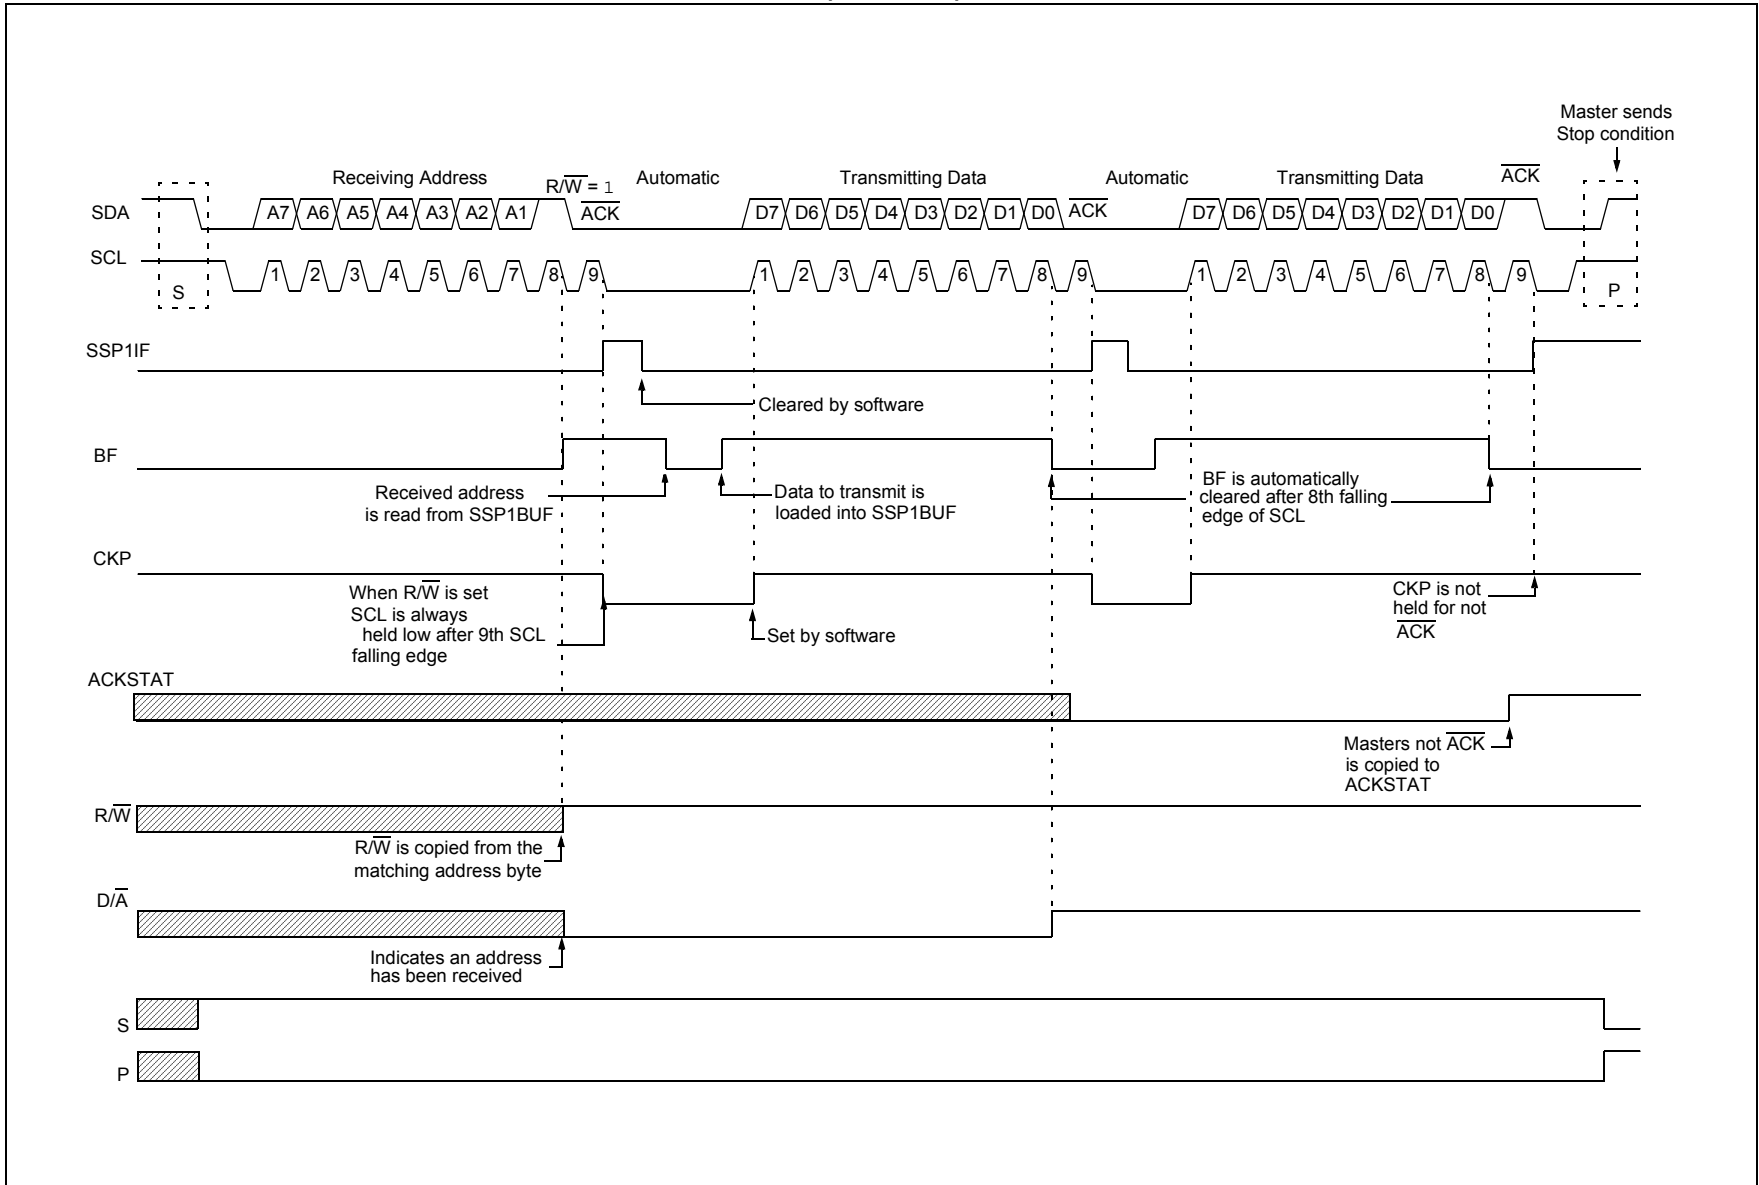 Master sends
Stop condition
Receiving Address
R/W̅ = 1
Automatic
Transmitting Data
Automatic
Transmitting Data
A̅C̅K̅
SDA
A7 A6 A5 A4 A3 A2 A1
A̅C̅K̅
D7 D6 D5 D4 D3 D2 D1 D0
A̅C̅K̅
D7 D6 D5 D4 D3 D2 D1 D0
SCL
S
1 2 3 4 5 6 7 8 9
1 2 3 4 5 6 7 8 9
1 2 3 4 5 6 7 8 9
P
SSP1IF
Cleared by software
BF
Received address
is read from SSP1BUF
Data to transmit is
loaded into SSP1BUF
BF is automatically
cleared after 8th falling
edge of SCL
CKP
When R/W̅ is set
SCL is always
held low after 9th SCL
falling edge
Set by software
CKP is not
held for not
A̅C̅K̅
ACKSTAT
Masters not A̅C̅K̅
is copied to
ACKSTAT
R/W̅
R/W̅ is copied from the
matching address byte
D/A̅
Indicates an address
has been received
S
P